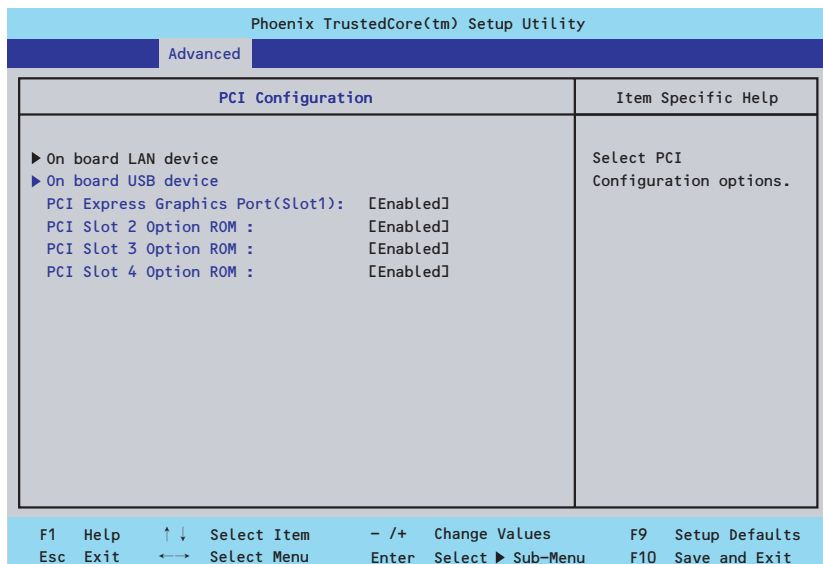 Phoenix TrustedCore(tm) Setup Utility
Advanced
PCI Configuration
Item Specific Help
▶ On board LAN device
▶ On board USB device
PCI Express Graphics Port(Slot1): [Enabled]
PCI Slot 2 Option ROM : [Enabled]
PCI Slot 3 Option ROM : [Enabled]
PCI Slot 4 Option ROM : [Enabled]
Select PCI
Configuration options.
F1 Help ↑↓ Select Item – /+ Change Values F9 Setup Defaults
Esc Exit ←→ Select Menu Enter Select ▶ Sub–Menu F10 Save and Exit